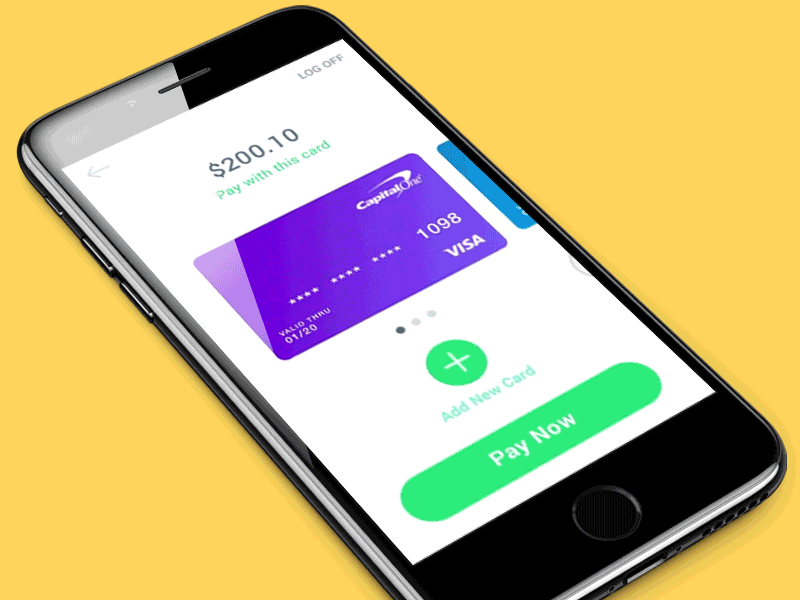 LOG OFF
$200.10
Pay with this card
CapitalOne
**** **** **** 1098
VISA
VALID THRU
01/20
Add New Card
Pay Now